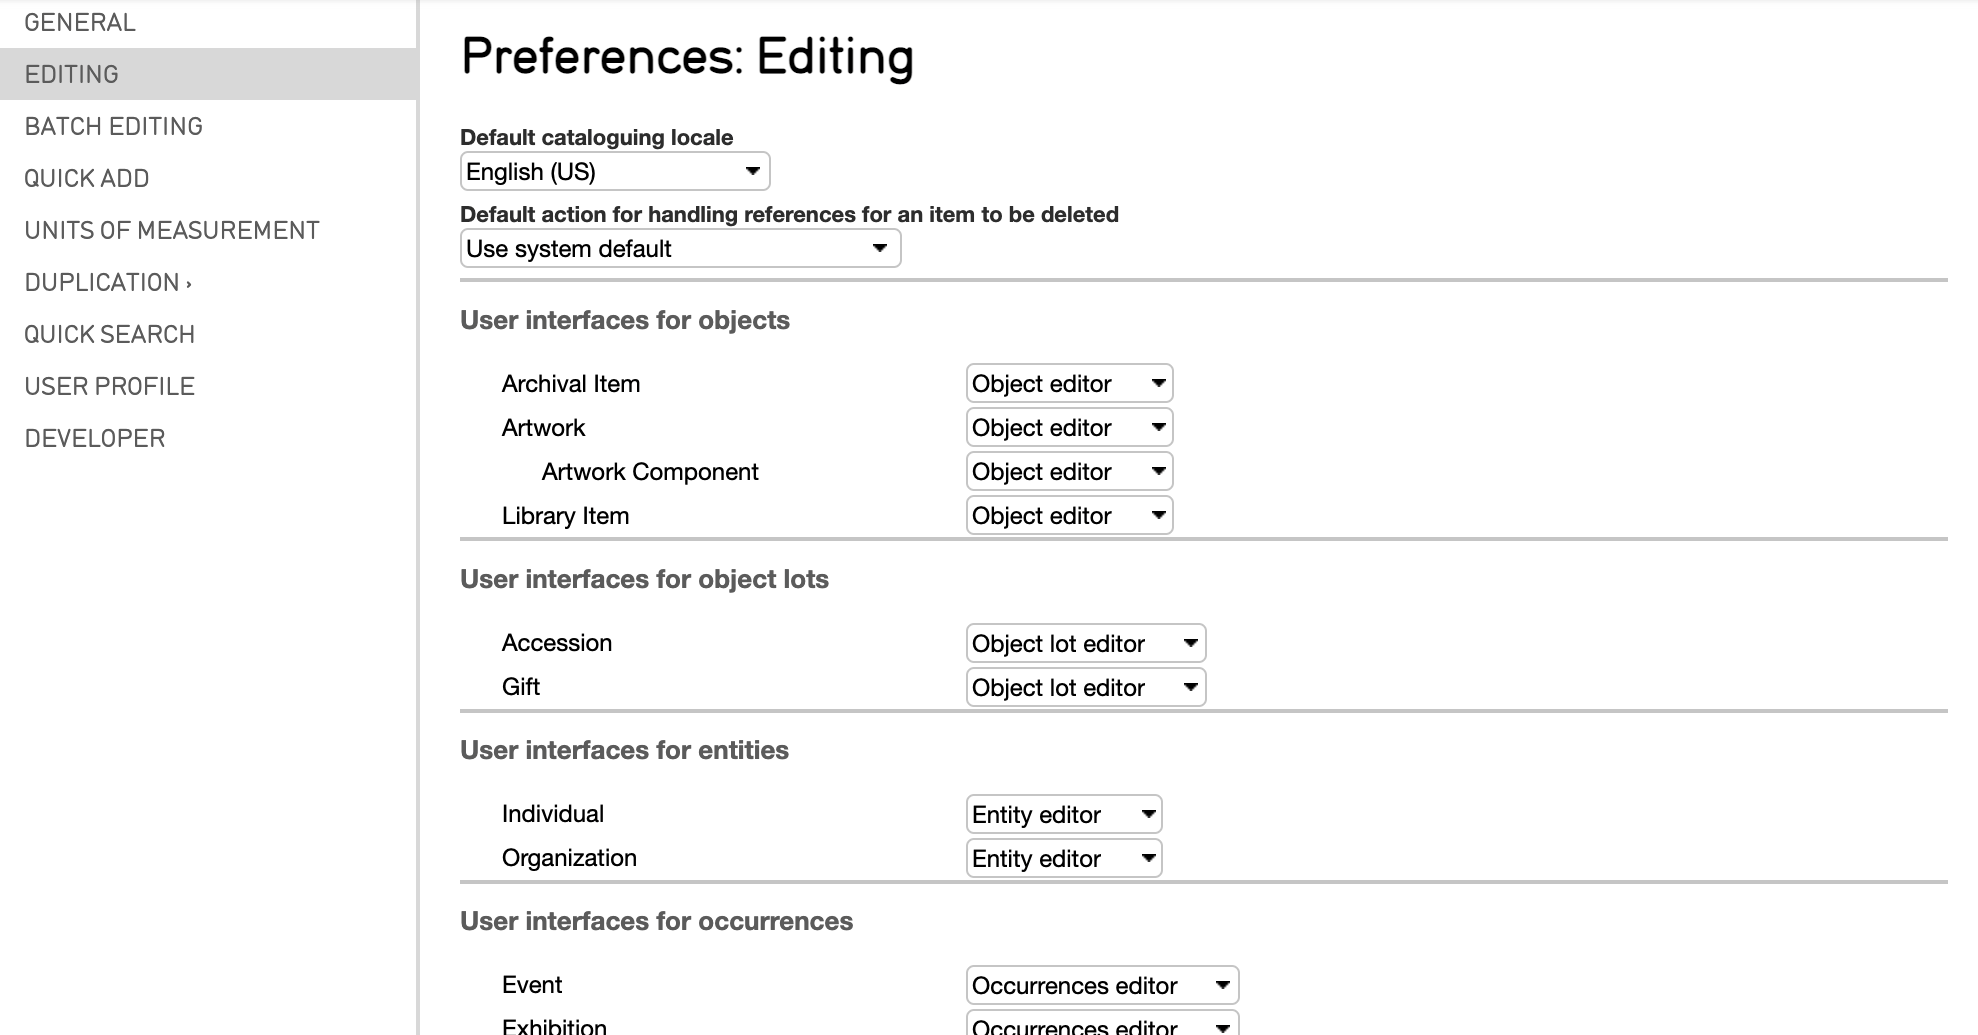 GENERAL
EDITING
BATCH EDITING
QUICK ADD
UNITS OF MEASUREMENT
DUPLICATION ›
QUICK SEARCH
USER PROFILE
DEVELOPER
Preferences: Editing
Default cataloguing locale
English (US)
Default action for handling references for an item to be deleted
Use system default
User interfaces for objects
Archival Item Object editor
Artwork Object editor
Artwork Component Object editor
Library Item Object editor
User interfaces for object lots
Accession Object lot editor
Gift Object lot editor
User interfaces for entities
Individual Entity editor
Organization Entity editor
User interfaces for occurrences
Event Occurrences editor
Exhibition Occurrences editor